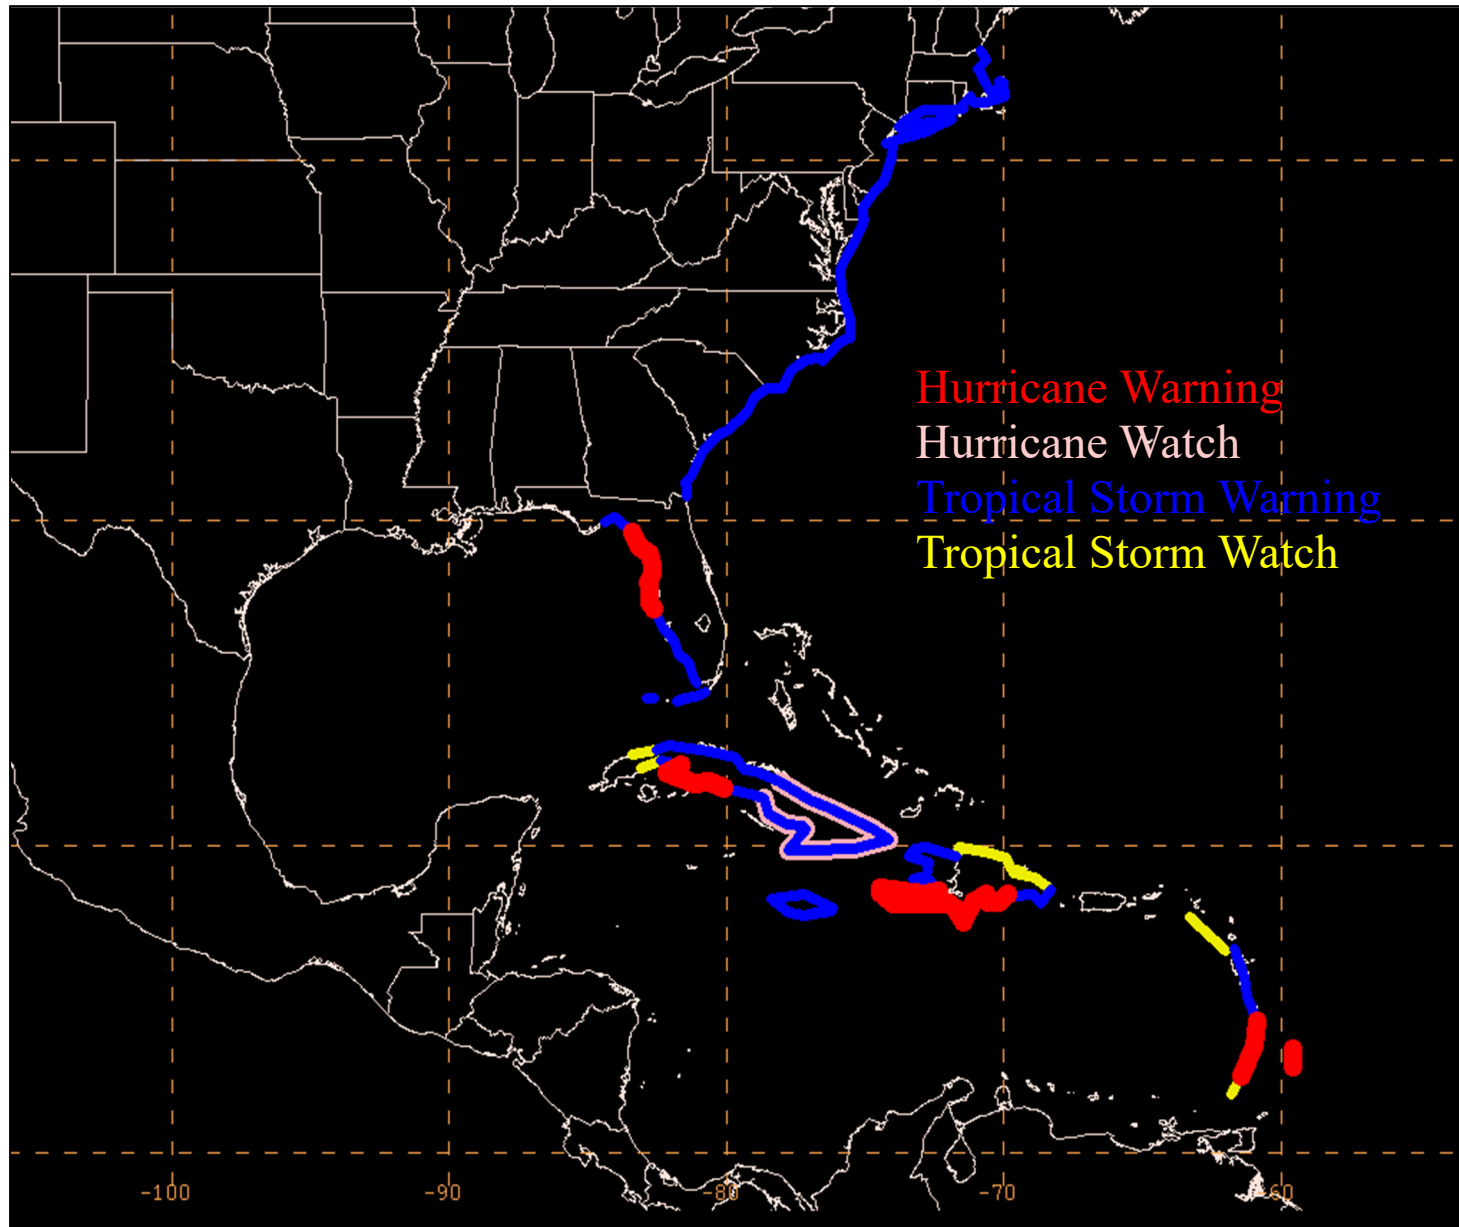 Hurricane Warning
Hurricane Watch
Tropical Storm Warning
Tropical Storm Watch
-100 -90 -80 -70 -60